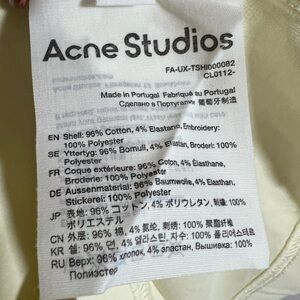 Acne Studios
FA-UX-TSHI000082
CL0112-
Made in Portugal Fabriqué au Portugal
Сделано в Португалии 葡萄牙制造
EN Shell: 96% Cotton, 4% Elastane, Embroidery:
100% Polyester
SE Yttertyg: 96% Bomull, 4% Elastan, Broderi: 100%
Polyester
FR Coque extérieure: 96% Coton, 4% Elasthane,
Broderie: 100% Polyester
DE Aussenmaterial: 96% Baumwolle, 4% Elastan,
Stickerei: 100% Polyester
JP 表地: 96% コットン, 4% ポリウレタン, 刺繍: 100%
ポリエステル
CN 外层: 96% 棉, 4% 氨纶, 刺绣: 100% 聚酯纤维
KR 쉘: 96% 면, 4% 엘라스틴, 자수: 100% 폴리에스테르
RU Верх: 96% хлопок, 4% эластан, Вышивка: 100%
Полиэстер